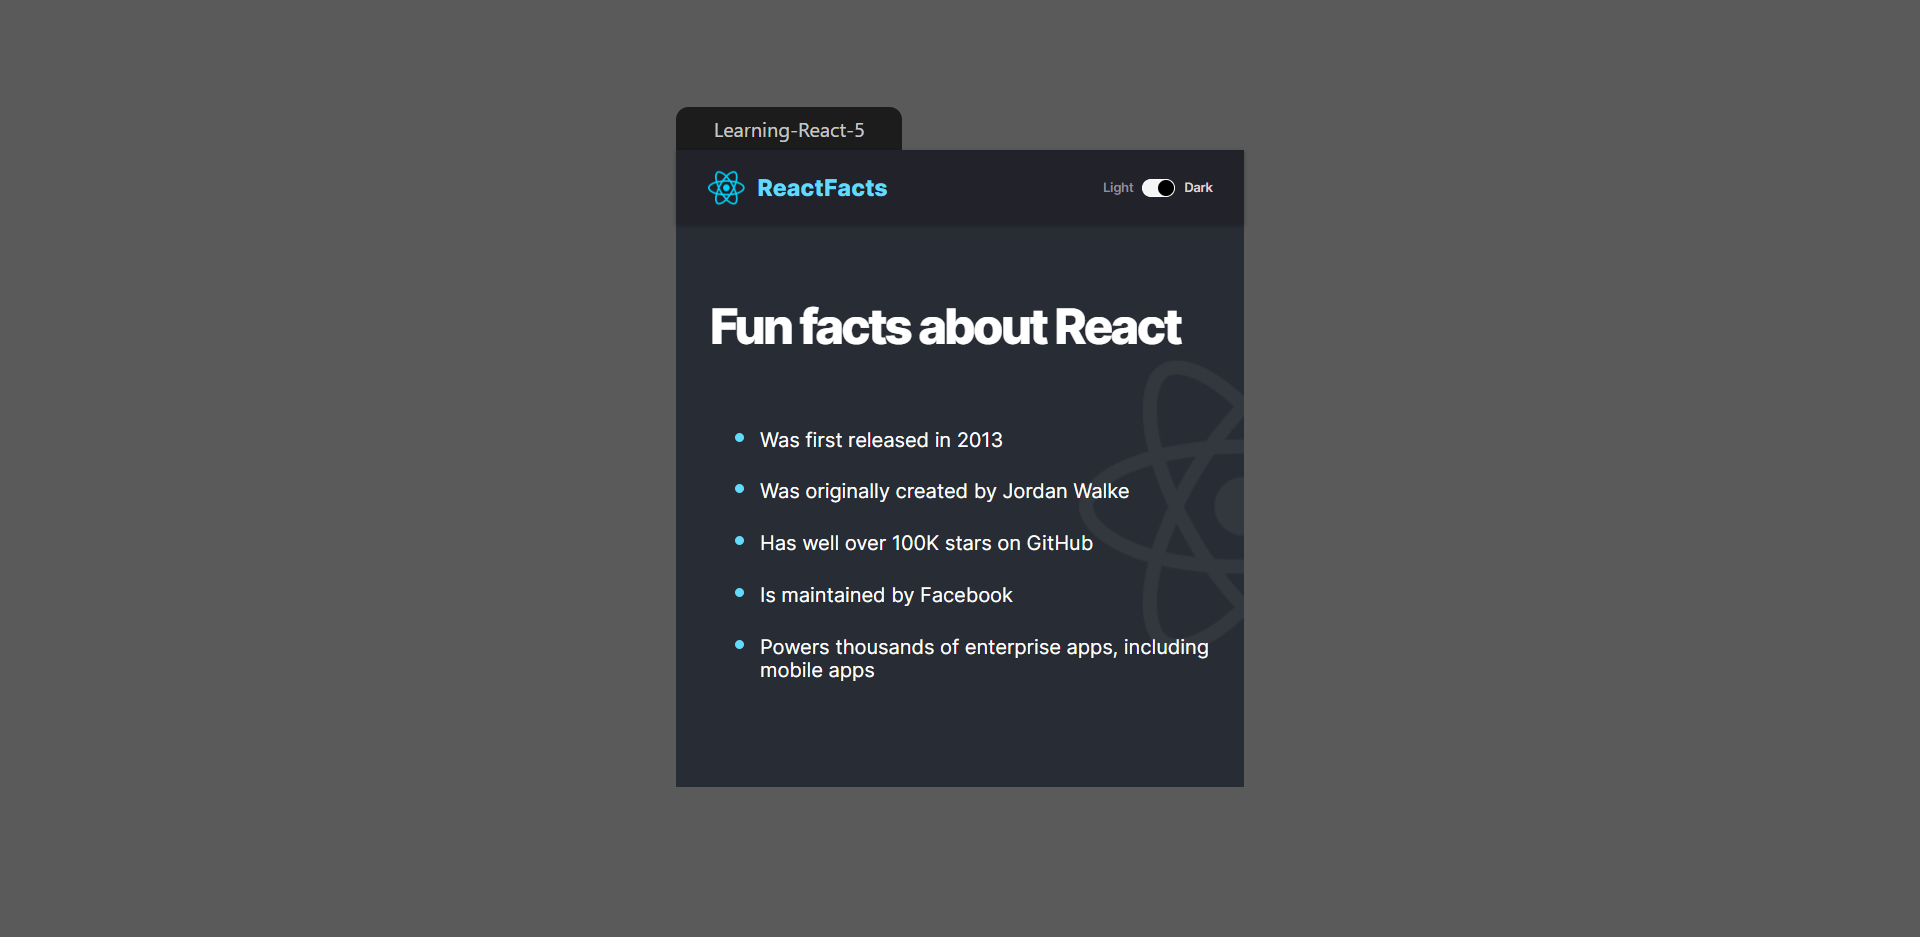 Learning-React-5
ReactFacts
Light Dark
Fun facts about React
Was first released in 2013
Was originally created by Jordan Walke
Has well over 100K stars on GitHub
Is maintained by Facebook
Powers thousands of enterprise apps, including
mobile apps